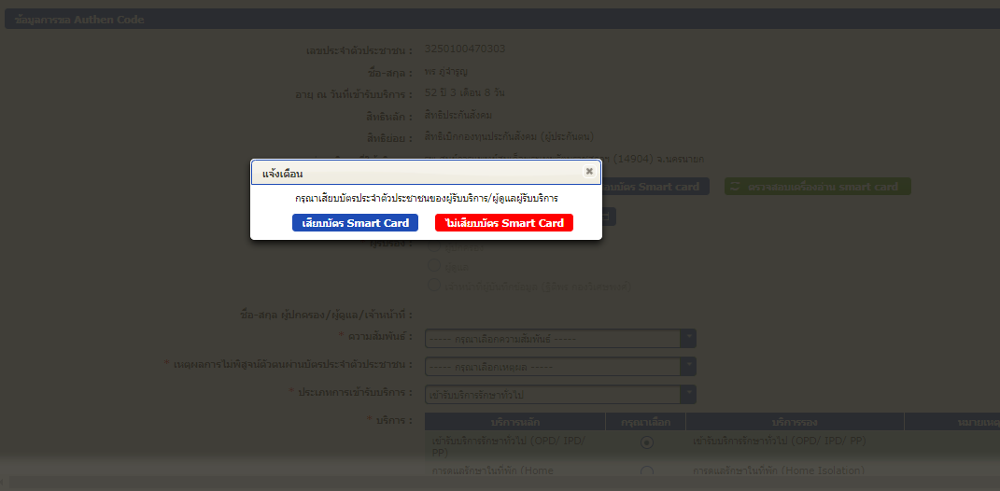 ข้อมูลการขอ Authen Code
เลขประจำตัวประชาชน : 3250100470303
ชื่อ-สกุล : พร
อายุ ณ วันที่เข้ารับบริการ : 52 ปี 3 เดือน 8 วัน
สิทธิหลัก : สิทธิประกันสังคม
สิทธิย่อย : สิทธิเบิกกองทุนประกันสังคม (ผู้ประกันตน)
(14904) จ.นครนายก
Smart card ตรวจสอบเครื่องอ่าน smart card
แจ้งเตือน
กรุณาเสียบบัตรประจำตัวประชาชนของผู้รับบริการ/ผู้ดูแลผู้รับบริการ
เสียบบัตร Smart Card ไม่เสียบบัตร Smart Card
ชื่อ-สกุล ผู้ปกครอง/ผู้ดูแล/เจ้าหน้าที่ :
* ความสัมพันธ์ : ----- กรุณาเลือกความสัมพันธ์ -----
* เหตุผลการไม่พิสูจน์ตัวตนผ่านบัตรประจำตัวประชาชน : ----- กรุณาเลือกเหตุผล -----
* ประเภทการเข้ารับบริการ : เข้ารับบริการรักษาทั่วไป
* บริการ : บริการหลัก กรุณาเลือก บริการรอง หมายเหตุ
เข้ารับบริการรักษาทั่วไป (OPD/ IPD/ เข้ารับบริการรักษาทั่วไป (OPD/ IPD/ PP)
PP)
การดูแลรักษาในที่พัก (Home การดูแลรักษาในที่พัก (Home Isolation)